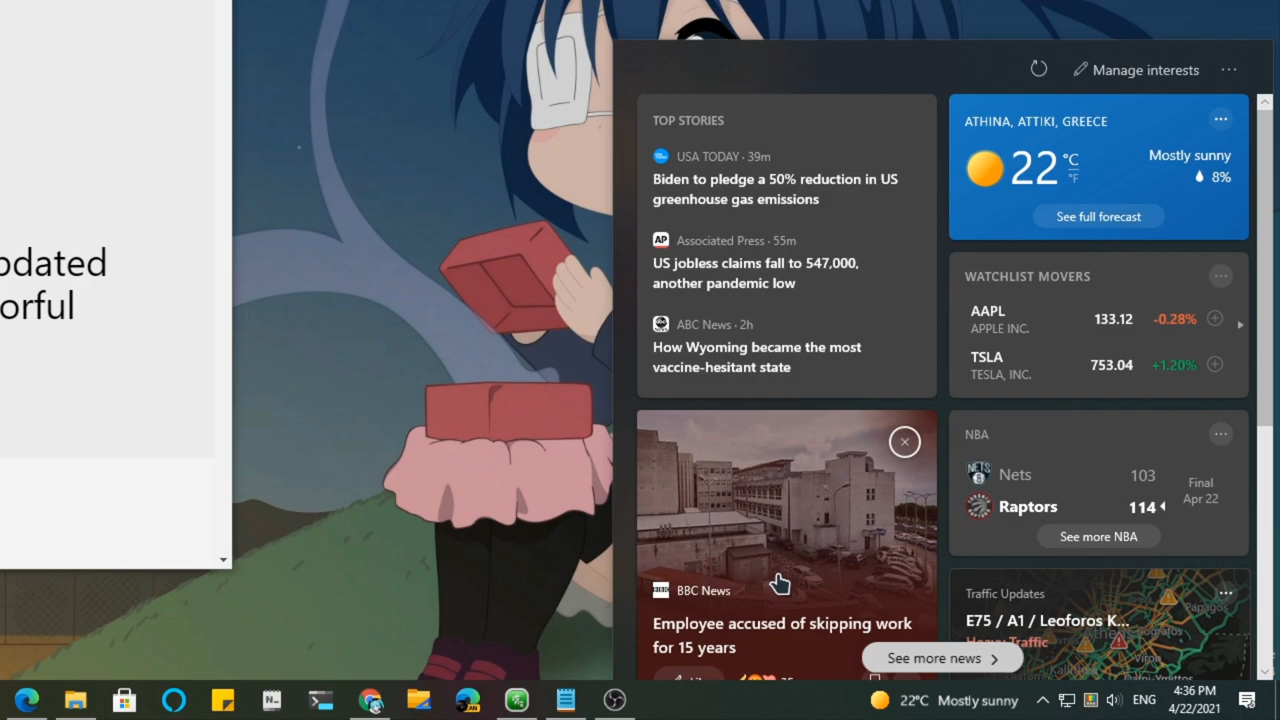 pdated
orful
Manage interests
TOP STORIES
USA TODAY · 39m
Biden to pledge a 50% reduction in US
greenhouse gas emissions
AP Associated Press · 55m
US jobless claims fall to 547,000,
another pandemic low
ABC News · 2h
How Wyoming became the most
vaccine-hesitant state
BBC News
Employee accused of skipping work
for 15 years
See more news
ATHINA, ATTIKI, GREECE
22 °C
°F
Mostly sunny
8%
See full forecast
WATCHLIST MOVERS
AAPL 133.12 -0.28%
APPLE INC.
TSLA 753.04 +1.20%
TESLA, INC.
NBA
Nets 103
Final
Apr 22
Raptors 114
See more NBA
Traffic Updates
E75 / A1 / Leoforos K...
Heavy Traffic
Papagos
Athens
22°C Mostly sunny
ENG
4:36 PM
4/22/2021